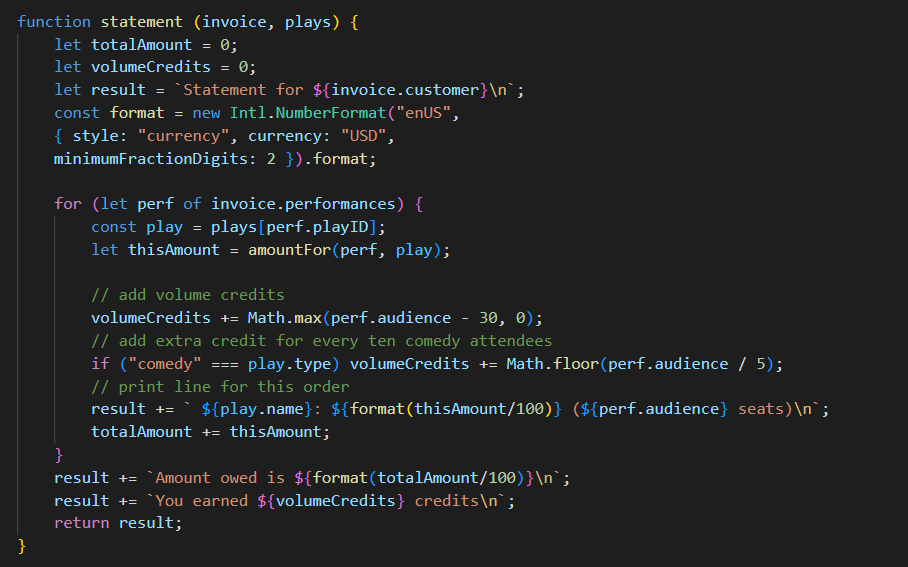 function statement (invoice, plays) {
    let totalAmount = 0;
    let volumeCredits = 0;
    let result = `Statement for ${invoice.customer}\n`;
    const format = new Intl.NumberFormat("enUS",
    { style: "currency", currency: "USD",
    minimumFractionDigits: 2 }).format;

    for (let perf of invoice.performances) {
        const play = plays[perf.playID];
        let thisAmount = amountFor(perf, play);

        // add volume credits
        volumeCredits += Math.max(perf.audience - 30, 0);
        // add extra credit for every ten comedy attendees
        if ("comedy" === play.type) volumeCredits += Math.floor(perf.audience / 5);
        // print line for this order
        result += ` ${play.name}: ${format(thisAmount/100)} (${perf.audience} seats)\n`;
        totalAmount += thisAmount;
    }
    result += `Amount owed is ${format(totalAmount/100)}\n`;
    result += `You earned ${volumeCredits} credits\n`;
    return result;
}